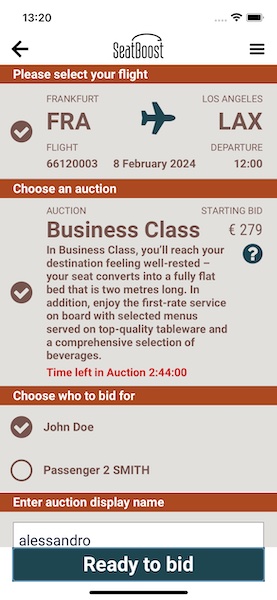 13:20
SeatBoost
Please select your flight
FRANKFURT
LOS ANGELES
FRA
LAX
FLIGHT
DEPARTURE
66120003
8 February 2024
12:00
Choose an auction
AUCTION
STARTING BID
Business Class
€ 279
In Business Class, you'll reach your
destination feeling well-rested –
your seat converts into a fully flat
bed that is two metres long. In
addition, enjoy the first-rate service
on board with selected menus
served on top-quality tableware and
a comprehensive selection of
beverages.
?
Time left in Auction 2:44:00
Choose who to bid for
John Doe
Passenger 2 SMITH
Enter auction display name
alessandro
Ready to bid